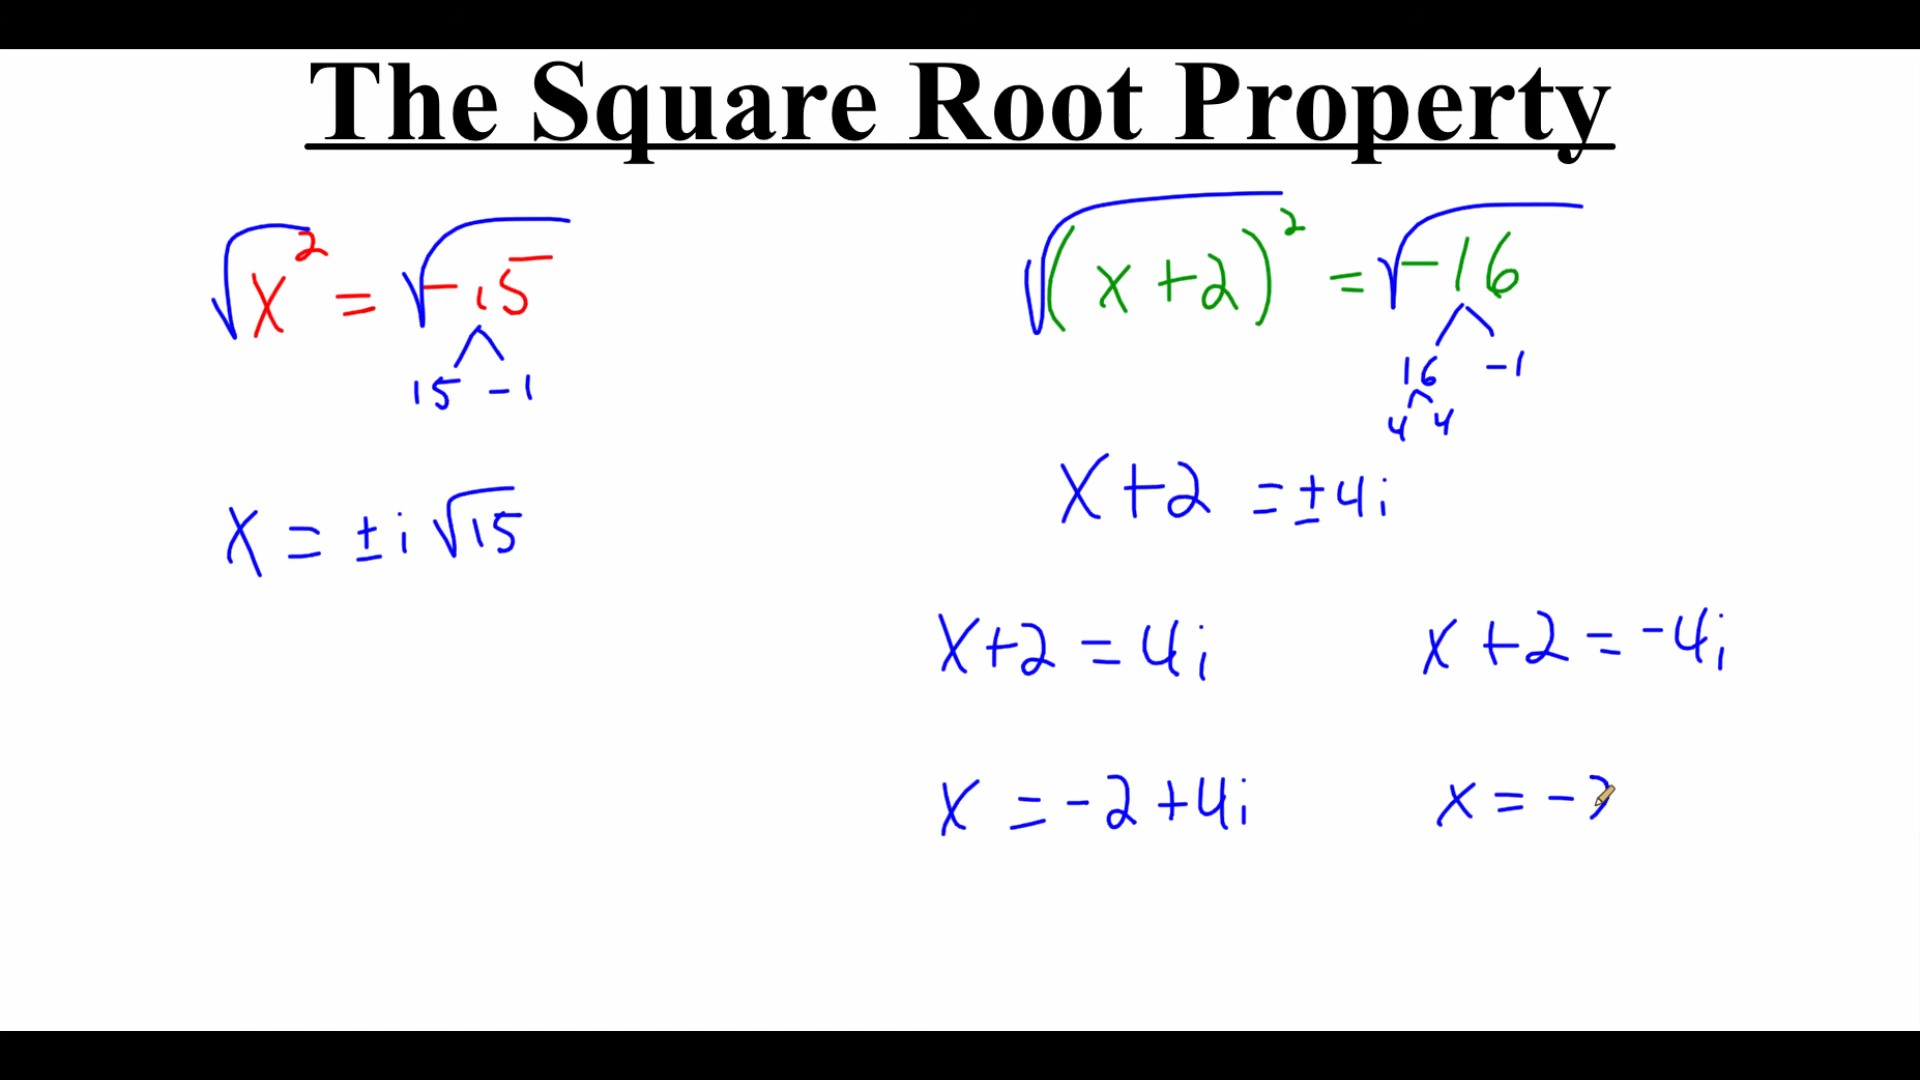 The Square Root Property
√x² = √-15
15 -1
x = ±i√15
√(x+2)² = √-16
16 -1
4 4
x+2 = ±4i
x+2 = 4i
x+2 = -4i
x = -2+4i
x = -